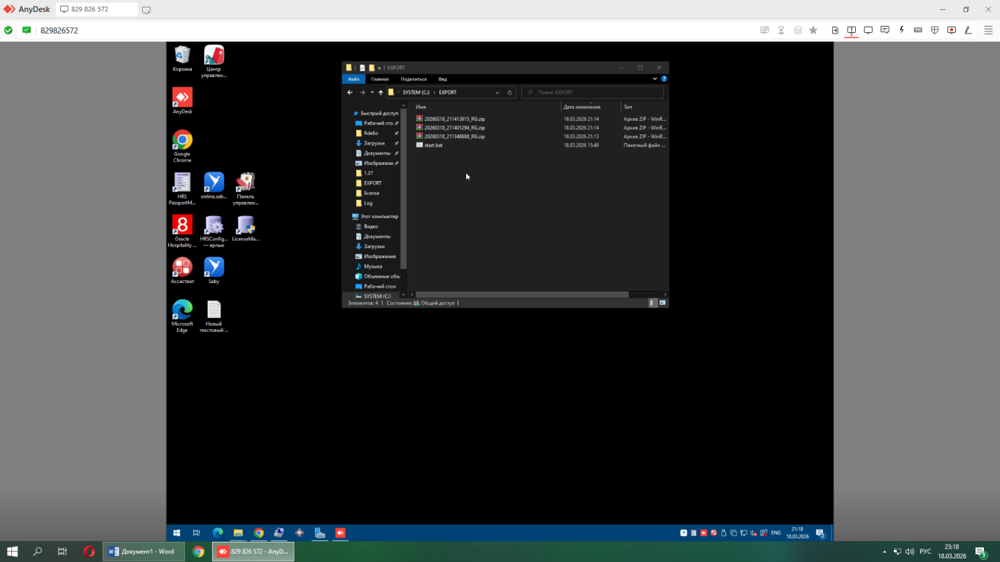 AnyDesk
829 826 572
829826572
Корзина
Центр
управлен...
AnyDesk
Google
Chrome
HRS
PassportM...
online.sab...
Панель
управлен...
8
Oracle
Hospitality ...
HRSConfig...
— ярлык
LicenseMa...
Ассистент
Saby
Microsoft
Edge
Новый
текстовый ...
EXPORT
Файл
Главная
Поделиться
Вид
SYSTEM (C:) › EXPORT
Поиск: EXPORT
Имя
Дата изменения
Тип
20260318_211413915_RG.zip
18.03.2026 21:14
Архив ZIP - WinR...
20260318_211401294_RG.zip
18.03.2026 21:14
Архив ZIP - WinR...
20260318_211348688_RG.zip
18.03.2026 21:13
Архив ZIP - WinR...
start.bat
18.03.2026 15:40
Пакетный файл ...
Быстрый доступ
Рабочий сто
fidelio
Загрузки
Документы
Изображени
1.37
EXPORT
license
Log
Этот компьютер
Видео
Документы
Загрузки
Изображения
Музыка
Объемные объ
Рабочий стол
SYSTEM (C:)
Элементов: 4
Состояние: Общий доступ
ENG
21:18
18.03.2026
2
Документ1 - Word
829 826 572 - AnyD...
РУС
23:18
18.03.2026
3